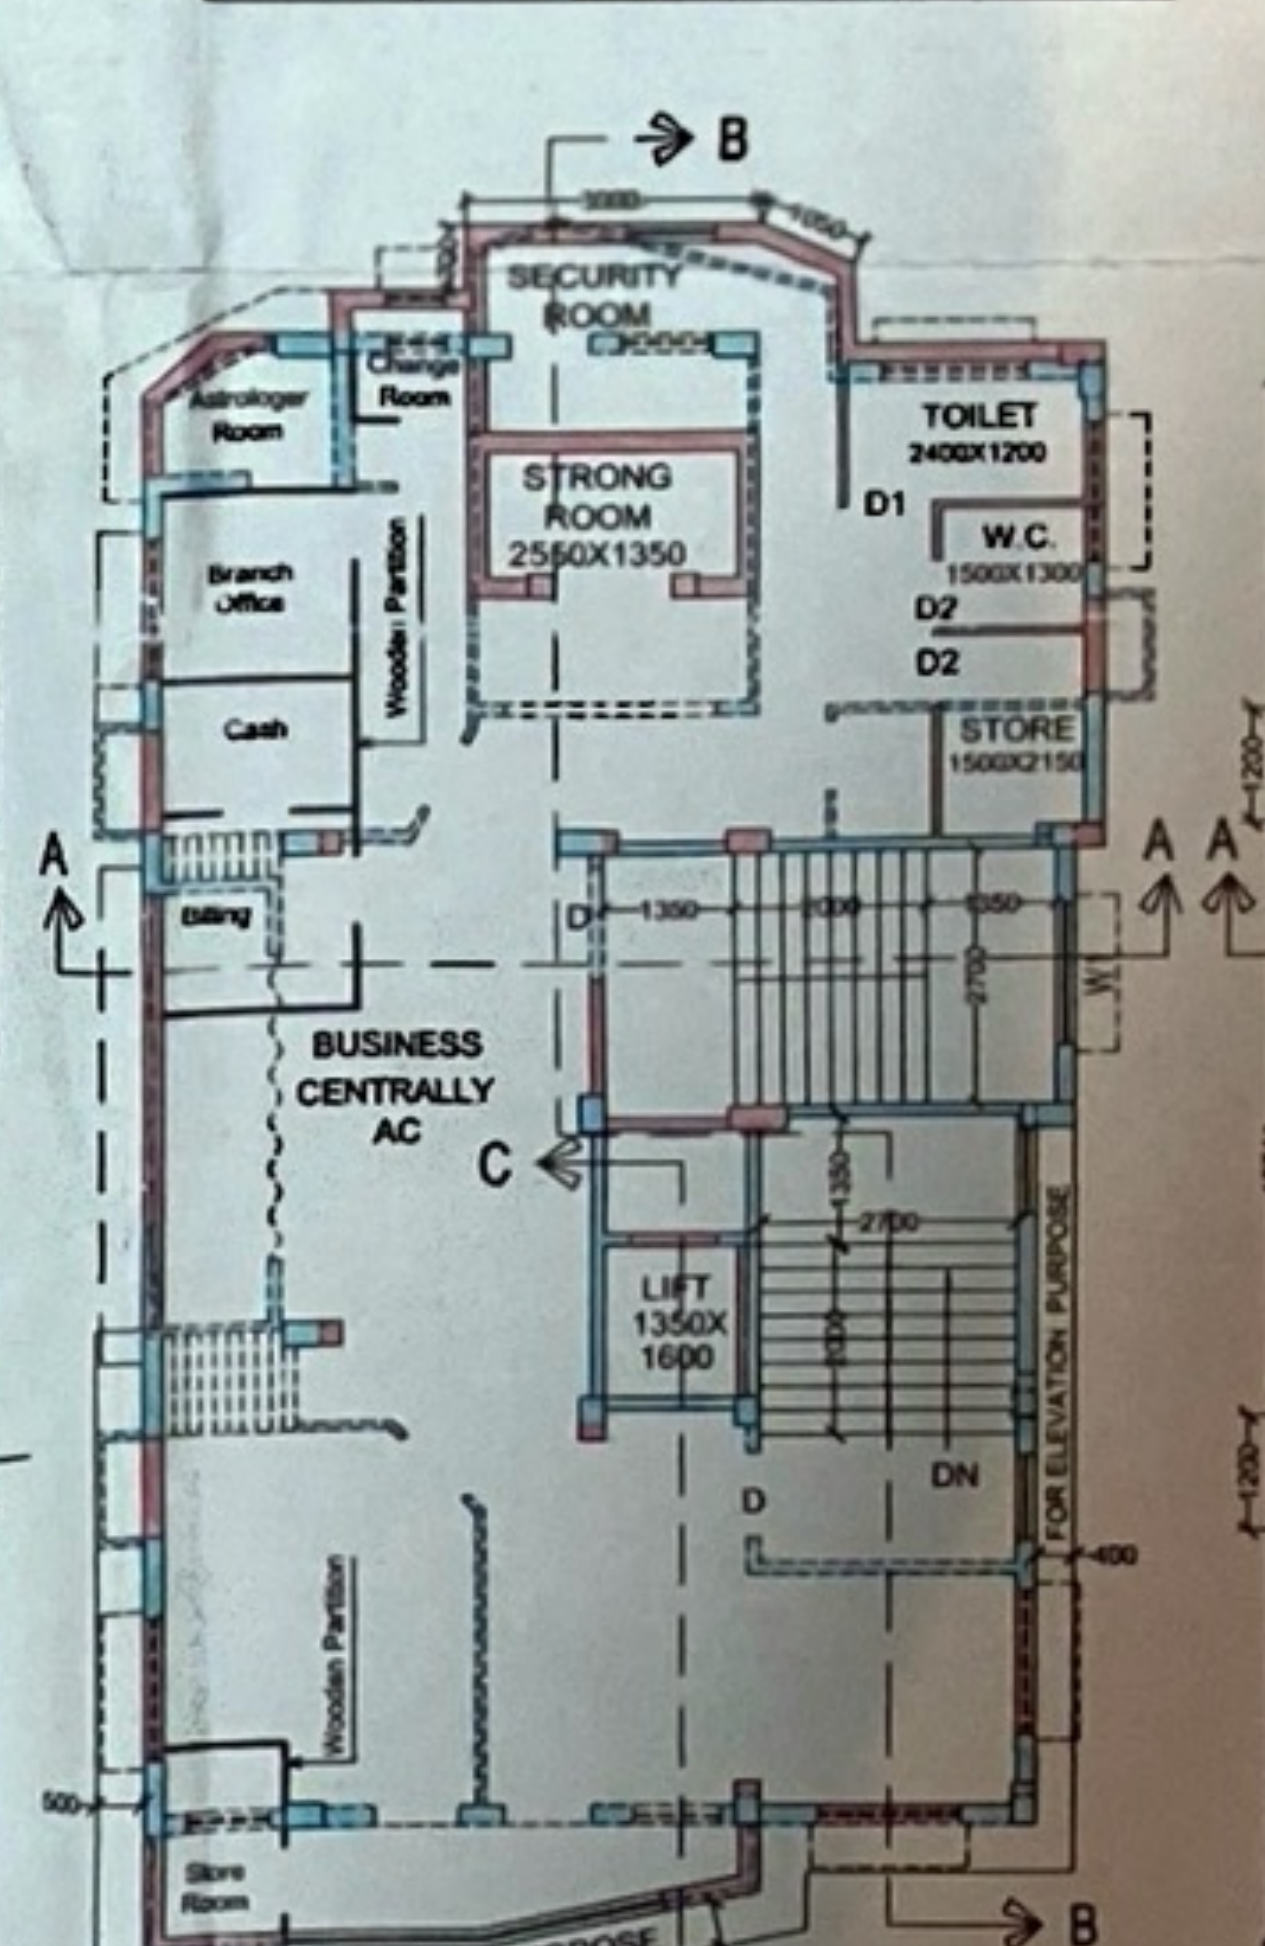 B
3000
1050
SECURITY
ROOM
Change
Room
Astrologer
Room
TOILET
2400X1200
D1
STRONG
ROOM
2550X1350
W.C.
1500X1300
Branch
Office
Wooden Partition
D2
D2
Cash
STORE
1500X2150
1200
A
A
A
Billing
D
1350
2000
1350
2700
W1
BUSINESS
CENTRALLY
AC
C
1350
2700
LIFT
1350X
1600
2000
FOR ELEVATION PURPOSE
DN
D
1200
400
Wooden Partition
500
Store
Room
B